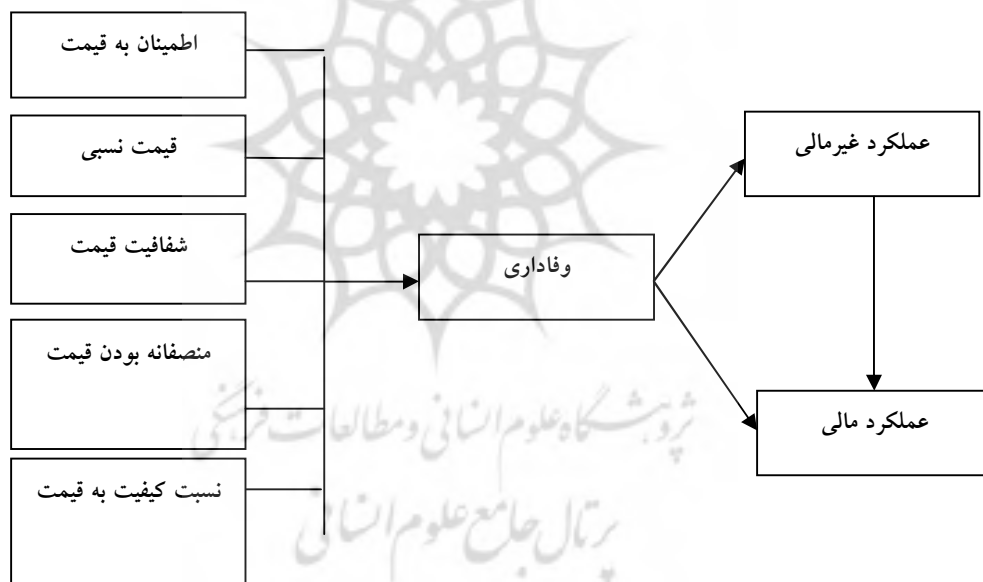 اطمینان به قیمت
قیمت نسبی
شفافیت قیمت
منصفانه بودن قیمت
نسبت کیفیت به قیمت
وفاداری
عملکرد غیرمالی
عملکرد مالی
پژوهشگاه علوم انسانی و مطالعات فرهنگی
پرتال جامع علوم انسانی